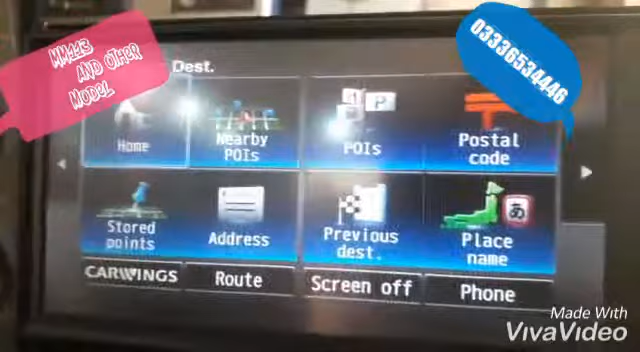 MM113
AND OTHER
MODEL
03336534446
Dest.
Home
Nearby
POIs
POIs
Postal
code
Stored
points
Address
Previous
dest.
Place
name
あ
CARWINGS
Route
Screen off
Phone
Made With
VivaVideo